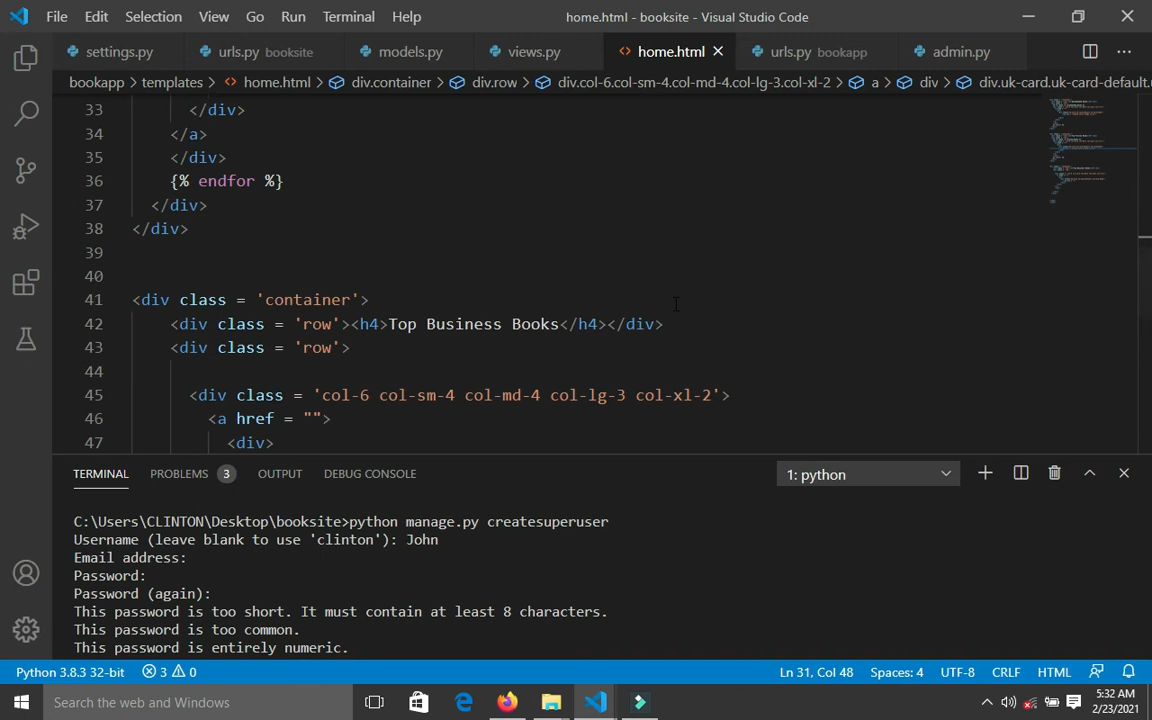 File Edit Selection View Go Run Terminal Help home.html - booksite - Visual Studio Code
settings.py urls.py booksite models.py views.py <> home.html urls.py bookapp admin.py
bookapp > templates > <> home.html > div.container > div.row > div.col-6.col-sm-4.col-md-4.col-lg-3.col-xl-2 > a > div > div.uk-card.uk-card-default.
33 </div>
34 </a>
35 </div>
36 {% endfor %}
37 </div>
38 </div>
39
40
41 <div class = 'container'>
42 <div class = 'row'><h4>Top Business Books</h4></div>
43 <div class = 'row'>
44
45 <div class = 'col-6 col-sm-4 col-md-4 col-lg-3 col-xl-2'>
46 <a href = "">
47 <div>
TERMINAL PROBLEMS 3 OUTPUT DEBUG CONSOLE 1: python
C:\Users\CLINTON\Desktop\booksite>python manage.py createsuperuser
Username (leave blank to use 'clinton'): John
Email address:
Password:
Password (again):
This password is too short. It must contain at least 8 characters.
This password is too common.
This password is entirely numeric.
Python 3.8.3 32-bit 3 0 Ln 31, Col 48 Spaces: 4 UTF-8 CRLF HTML
Search the web and Windows
5:32 AM
2/23/2021